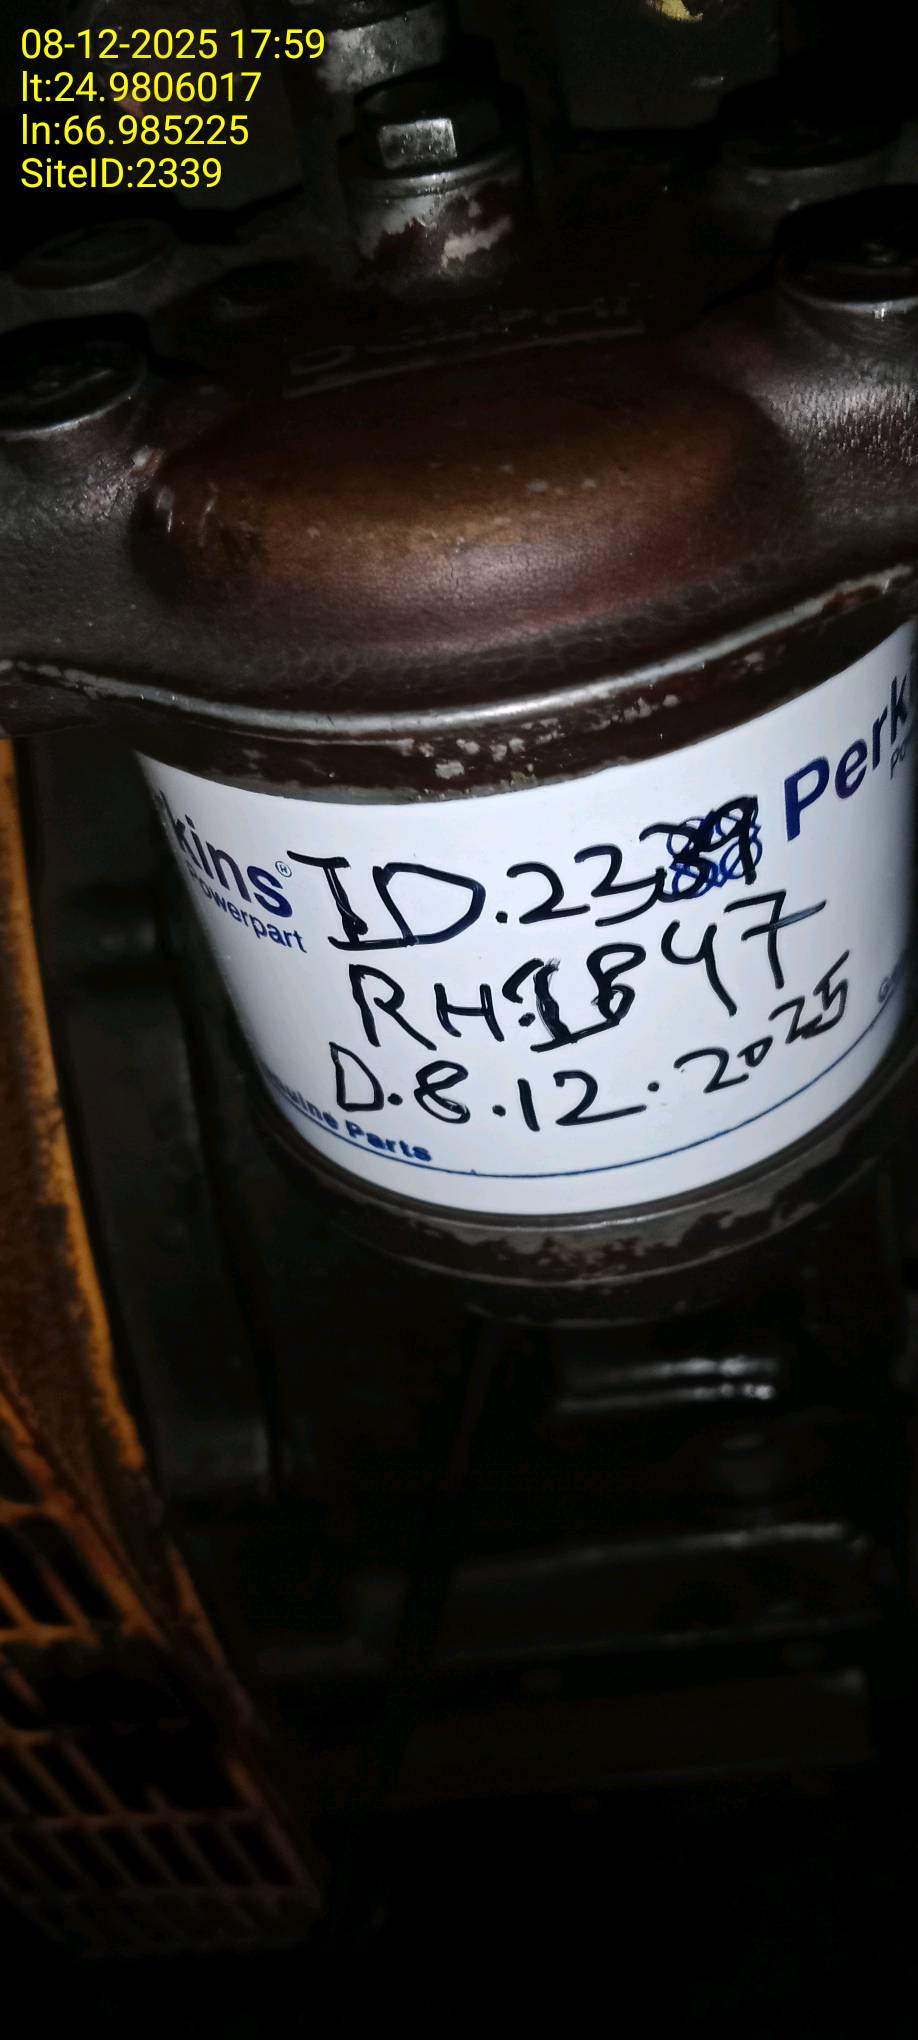 08-12-2025 17:59
lt:24.9806017
ln:66.985225
SiteID:2339
kins®
Powerpart
Perk
ID.2339
RH:1847
D.8.12.2025
uine Parts